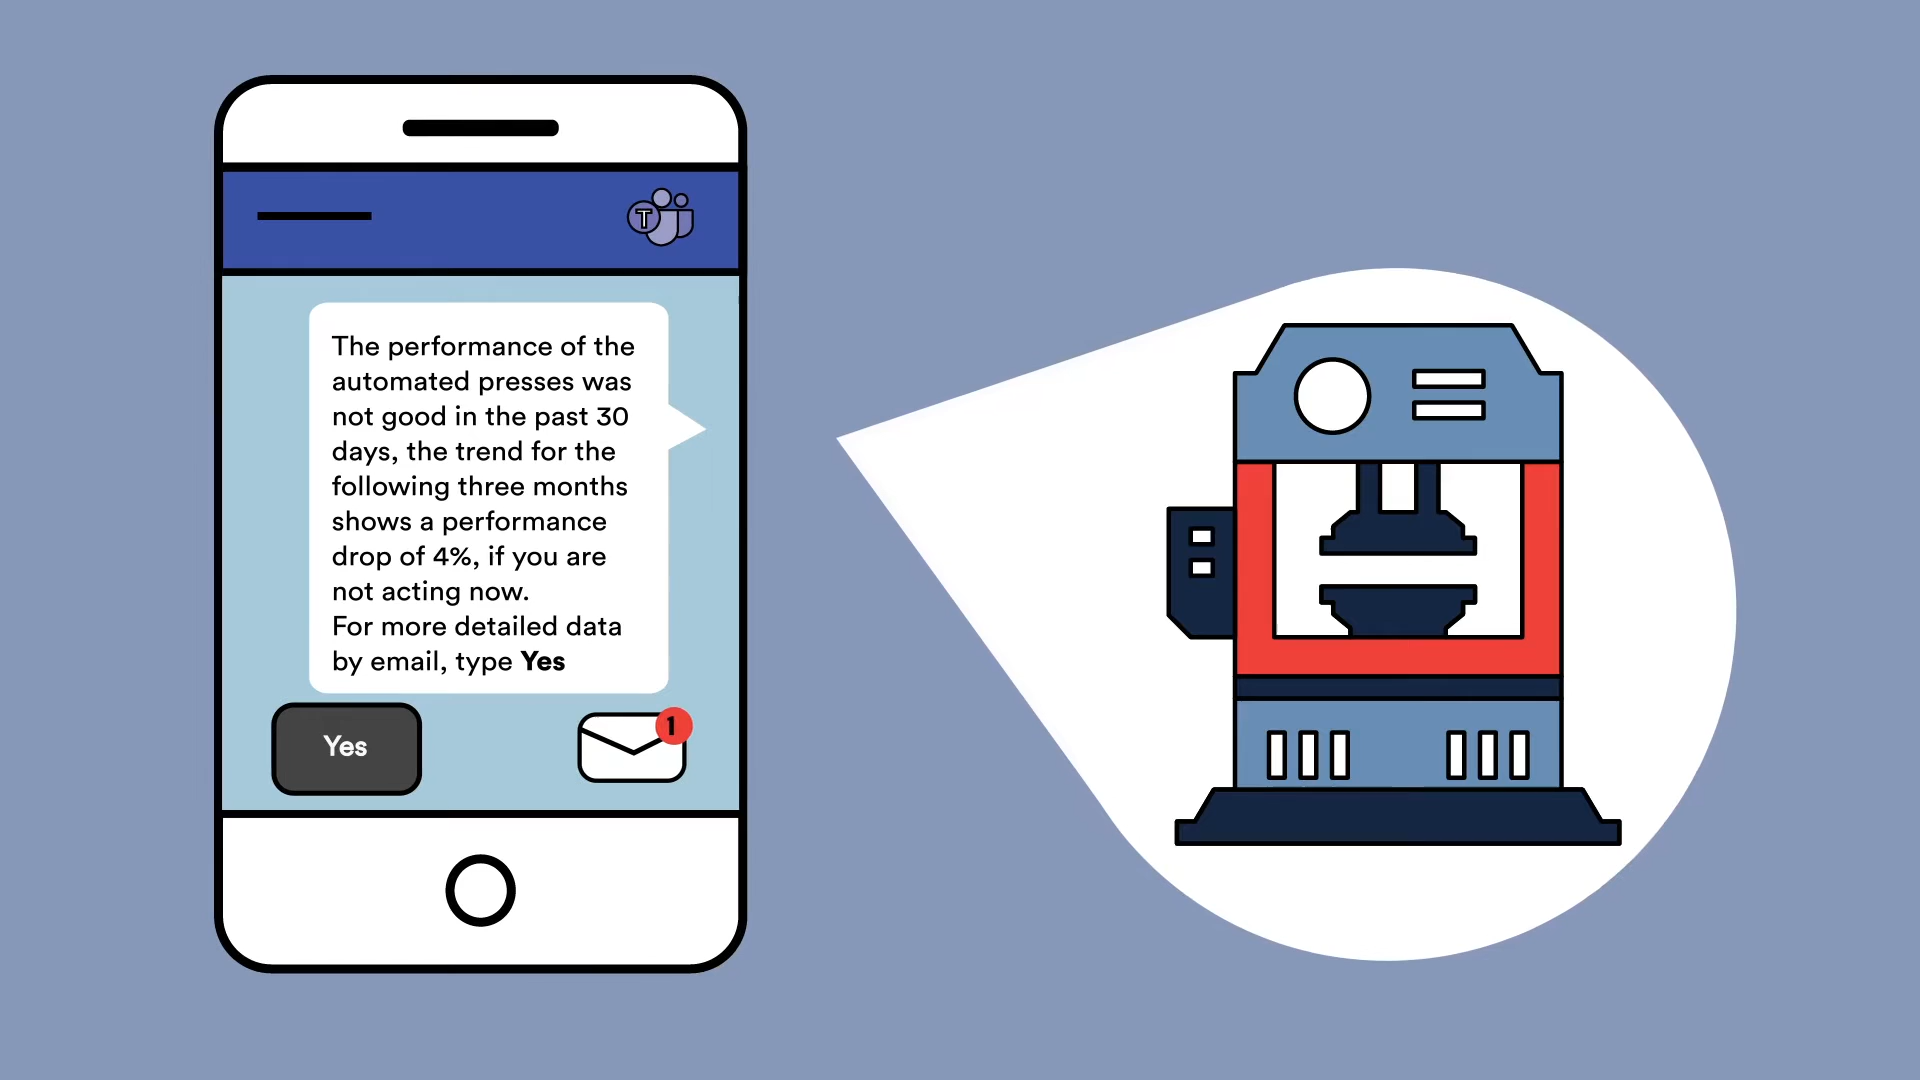 T
The performance of the
automated presses was
not good in the past 30
days, the trend for the
following three months
shows a performance
drop of 4%, if you are
not acting now.
For more detailed data
by email, type Yes
Yes
1